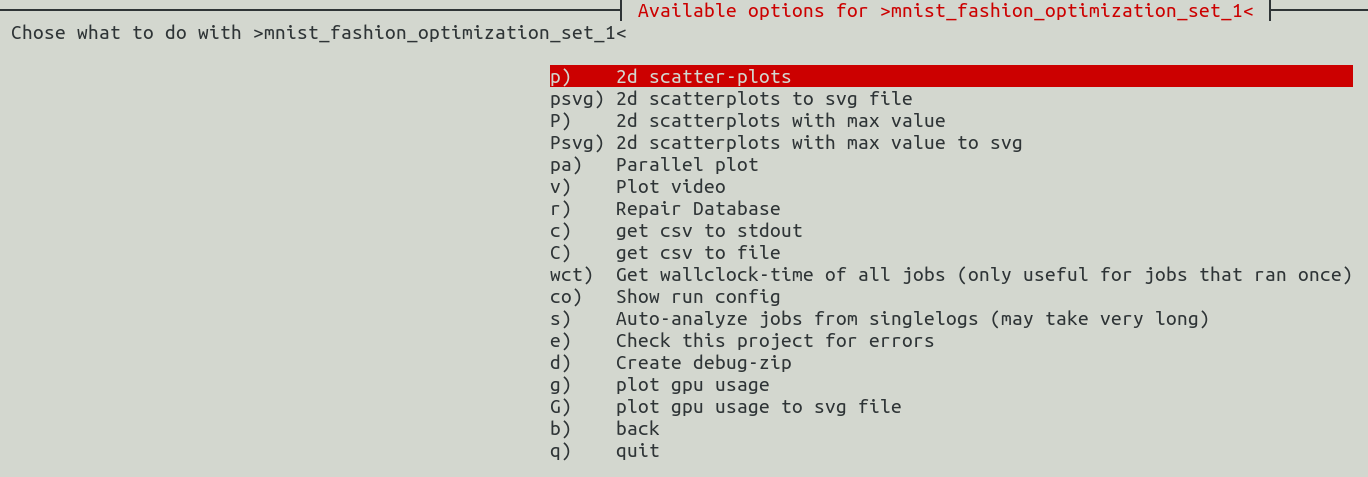 Available options for >mnist_fashion_optimization_set_1<
Chose what to do with >mnist_fashion_optimization_set_1<
p) 2d scatter-plots
psvg) 2d scatterplots to svg file
P) 2d scatterplots with max value
Psvg) 2d scatterplots with max value to svg
pa) Parallel plot
v) Plot video
r) Repair Database
c) get csv to stdout
C) get csv to file
wct) Get wallclock-time of all jobs (only useful for jobs that ran once)
co) Show run config
s) Auto-analyze jobs from singlelogs (may take very long)
e) Check this project for errors
d) Create debug-zip
g) plot gpu usage
G) plot gpu usage to svg file
b) back
q) quit